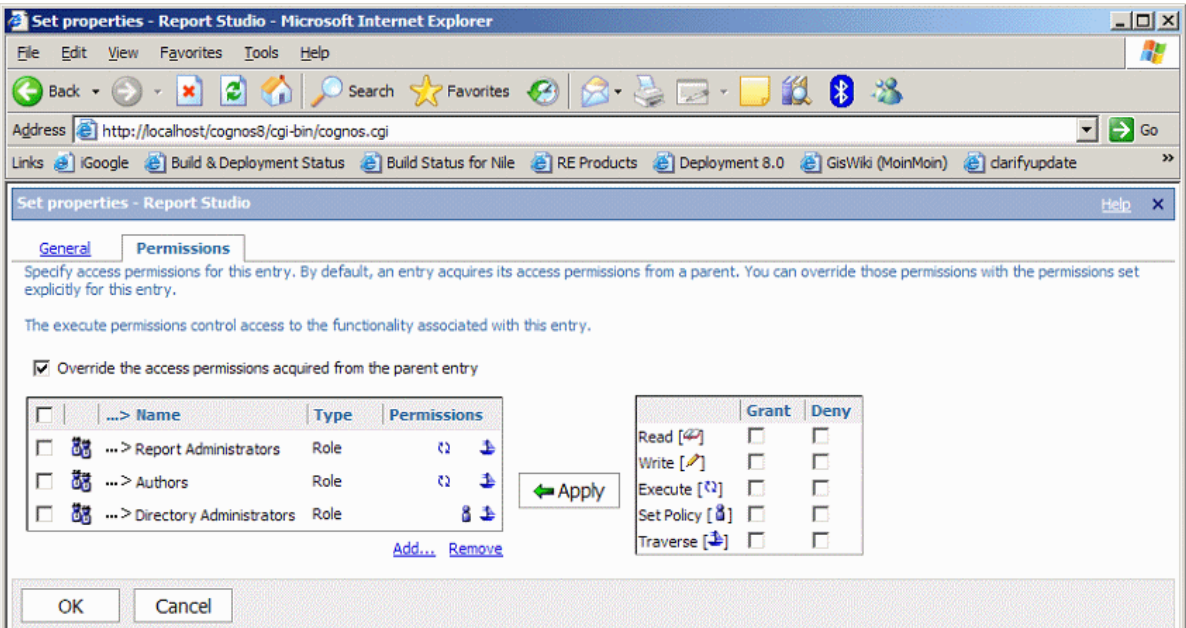 Set properties - Report Studio - Microsoft Internet Explorer
File Edit View Favorites Tools Help
Back Search Favorites
Address http://localhost/cognos8/cgi-bin/cognos.cgi Go
Links iGoogle Build & Deployment Status Build Status for Nile RE Products Deployment 8.0 GisWiki (MoinMoin) clarifyupdate »
Set properties - Report Studio Help
General Permissions
Specify access permissions for this entry. By default, an entry acquires its access permissions from a parent. You can override those permissions with the permissions set
explicitly for this entry.
The execute permissions control access to the functionality associated with this entry.
Override the access permissions acquired from the parent entry
...> Name Type Permissions
...> Report Administrators Role
...> Authors Role
...> Directory Administrators Role
Add... Remove
Apply
Grant Deny
Read [ ]
Write [ ]
Execute [ ]
Set Policy [ ]
Traverse [ ]
OK Cancel